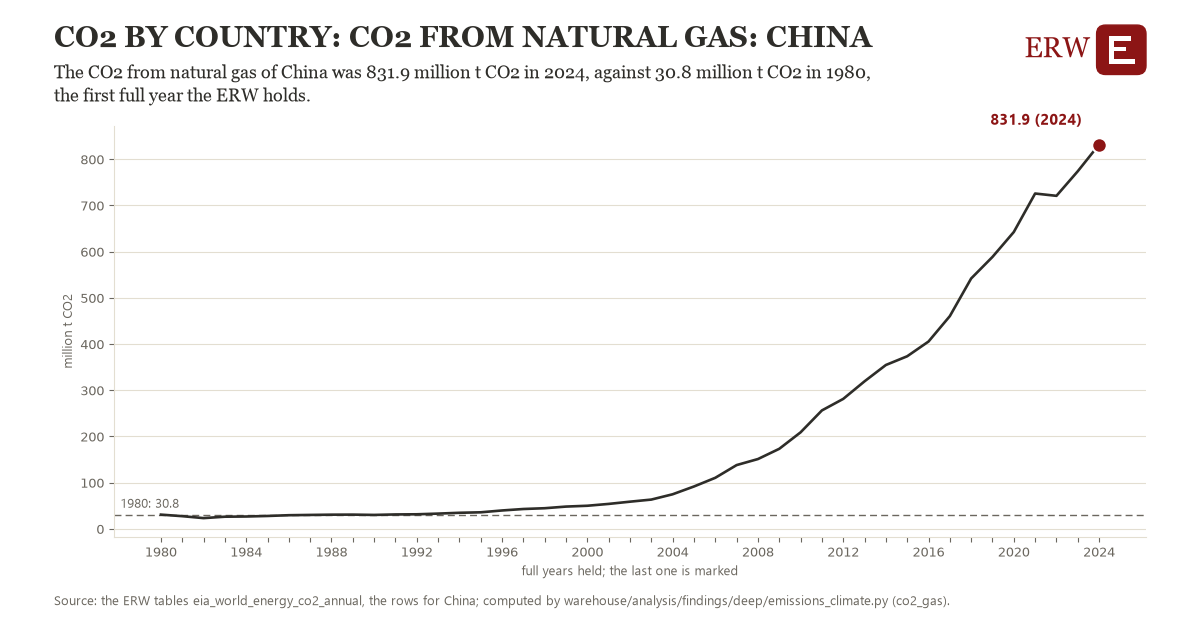 CO2 BY COUNTRY: CO2 FROM NATURAL GAS: CHINA
The CO2 from natural gas of China was 831.9 million t CO2 in 2024, against 30.8 million t CO2 in 1980,
the first full year the ERW holds.
ERW E
831.9 (2024)
800
700
600
500
400
300
200
100
0
million t CO2
1980: 30.8
1980 1984 1988 1992 1996 2000 2004 2008 2012 2016 2020 2024
full years held; the last one is marked
Source: the ERW tables eia_world_energy_co2_annual, the rows for China; computed by warehouse/analysis/findings/deep/emissions_climate.py (co2_gas).